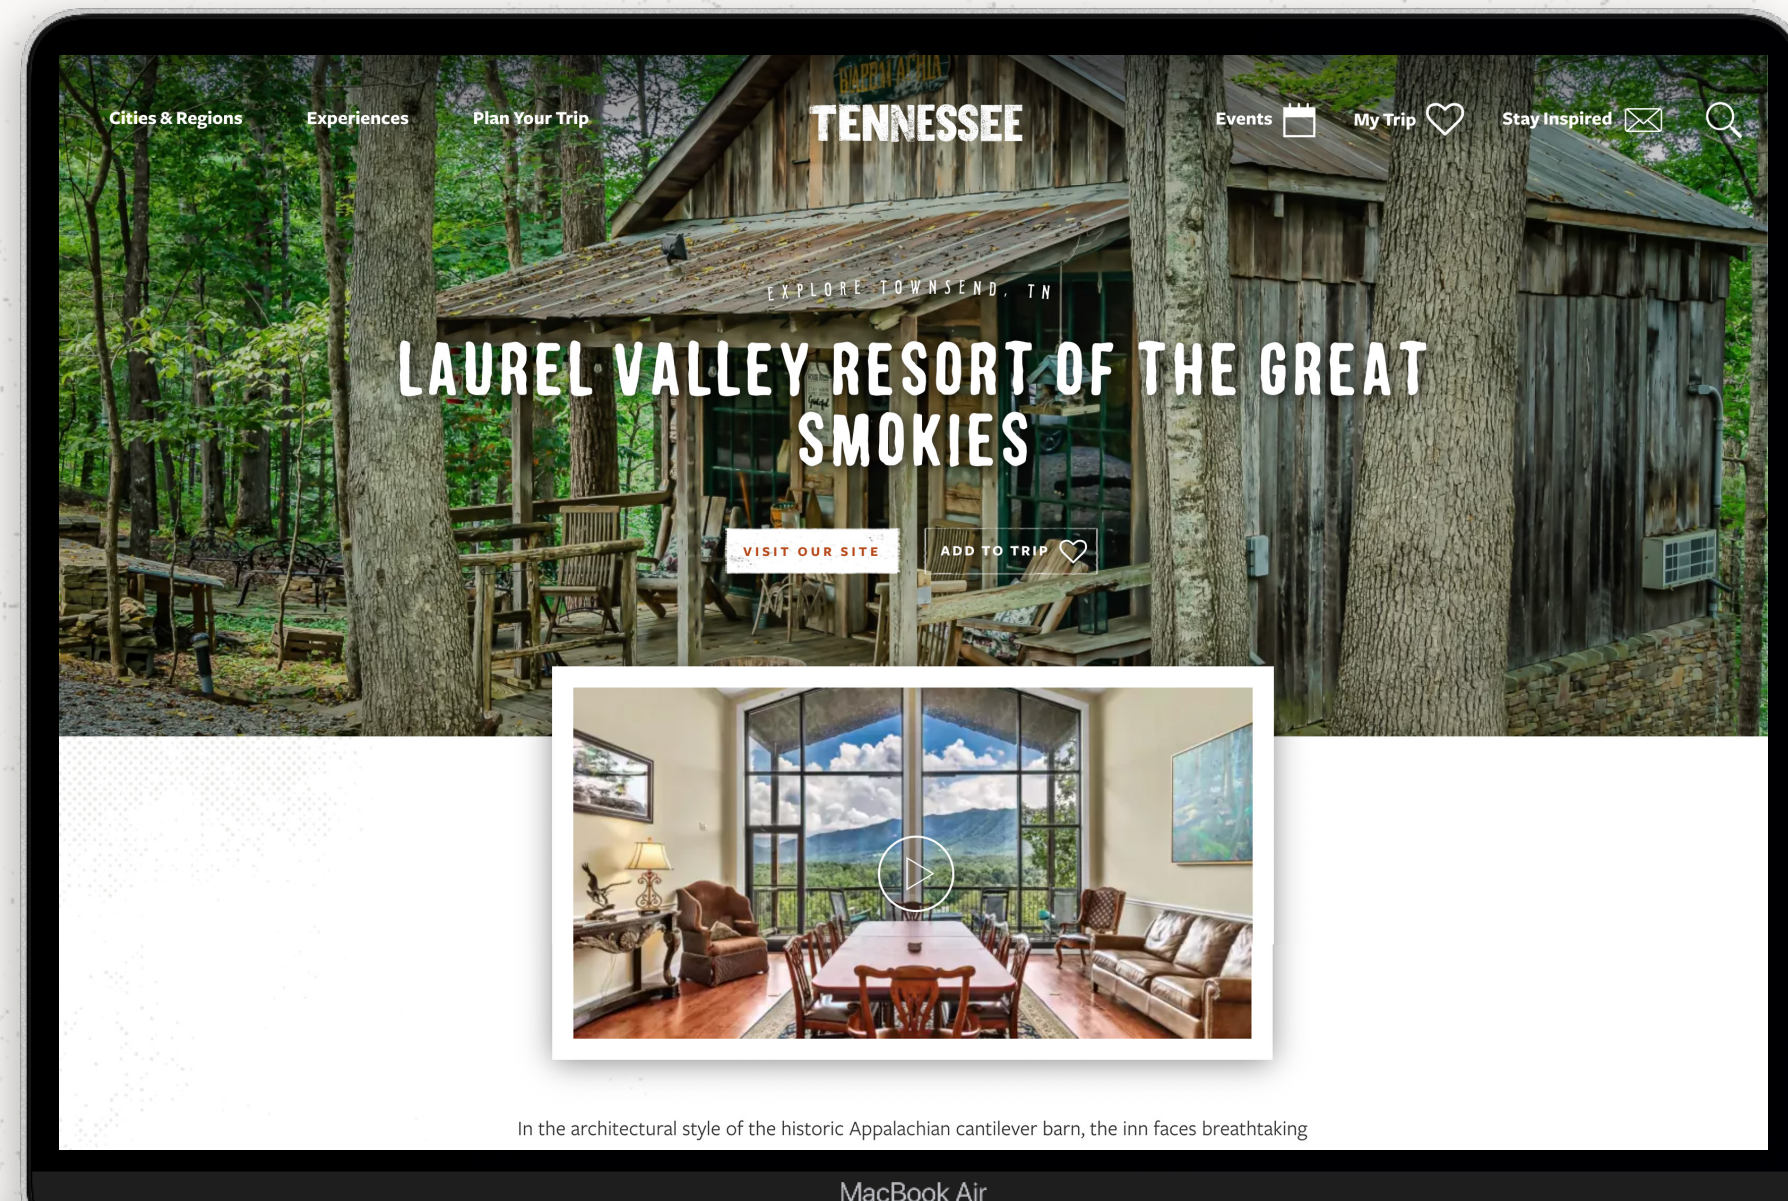 WAPPALACHIA
Cities & Regions Experiences Plan Your Trip TENNESSEE Events My Trip Stay Inspired
EXPLORE TOWNSEND, TN
LAUREL VALLEY RESORT OF THE GREAT
SMOKIES
VISIT OUR SITE ADD TO TRIP
In the architectural style of the historic Appalachian cantilever barn, the inn faces breathtaking
MacBook Air